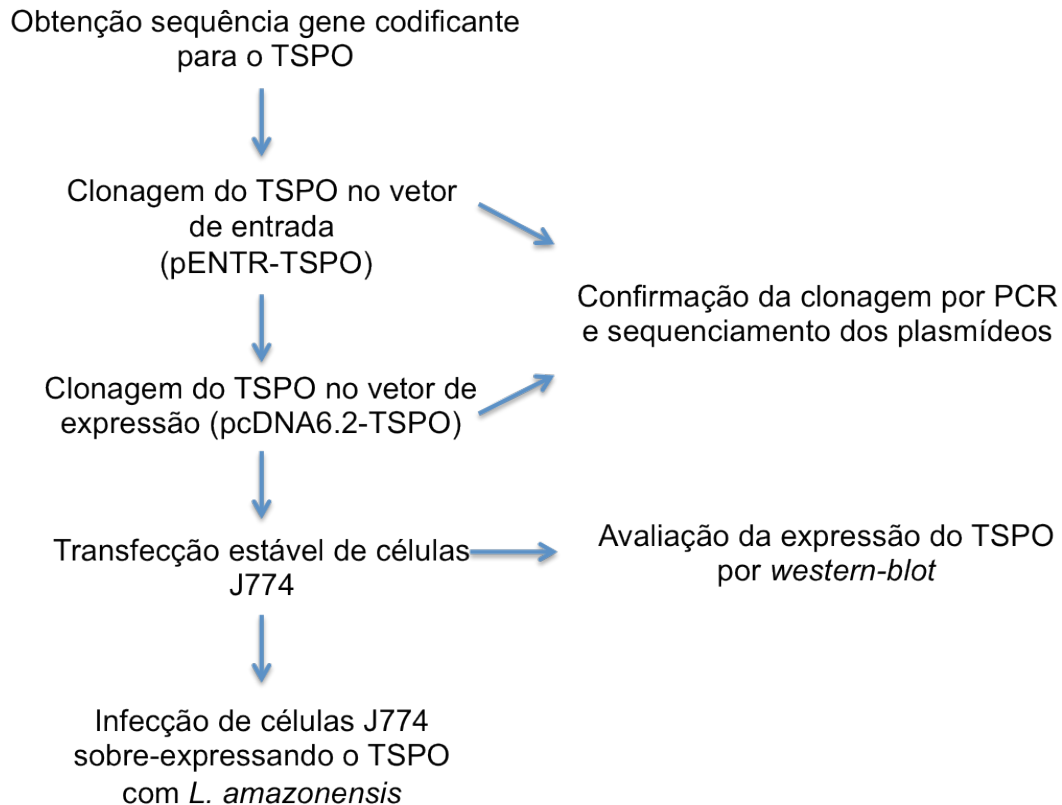 Obtenção sequência gene codificante
para o TSPO
Clonagem do TSPO no vetor
de entrada
(pENTR-TSPO)
Confirmação da clonagem por PCR
e sequenciamento dos plasmídeos
Clonagem do TSPO no vetor de
expressão (pcDNA6.2-TSPO)
Transfecção estável de células
J774
Avaliação da expressão do TSPO
por western-blot
Infecção de células J774
sobre-expressando o TSPO
com L. amazonensis